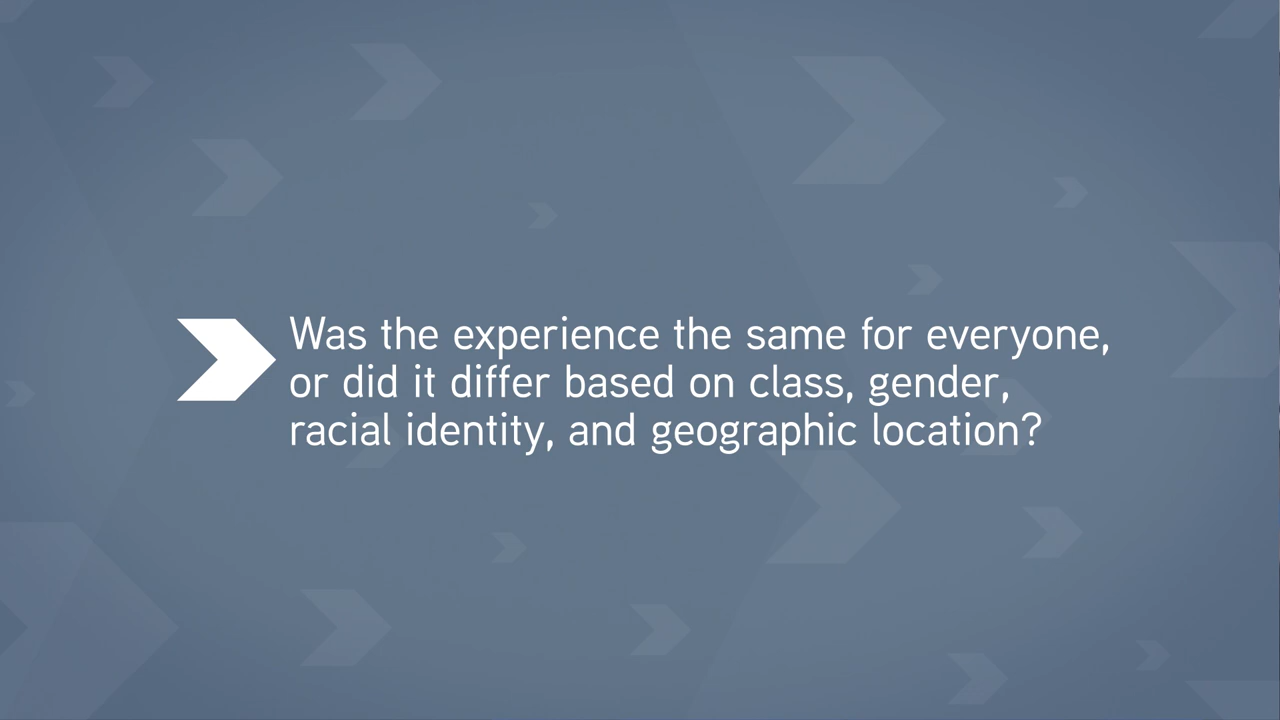 Was the experience the same for everyone,
or did it differ based on class, gender,
racial identity, and geographic location?